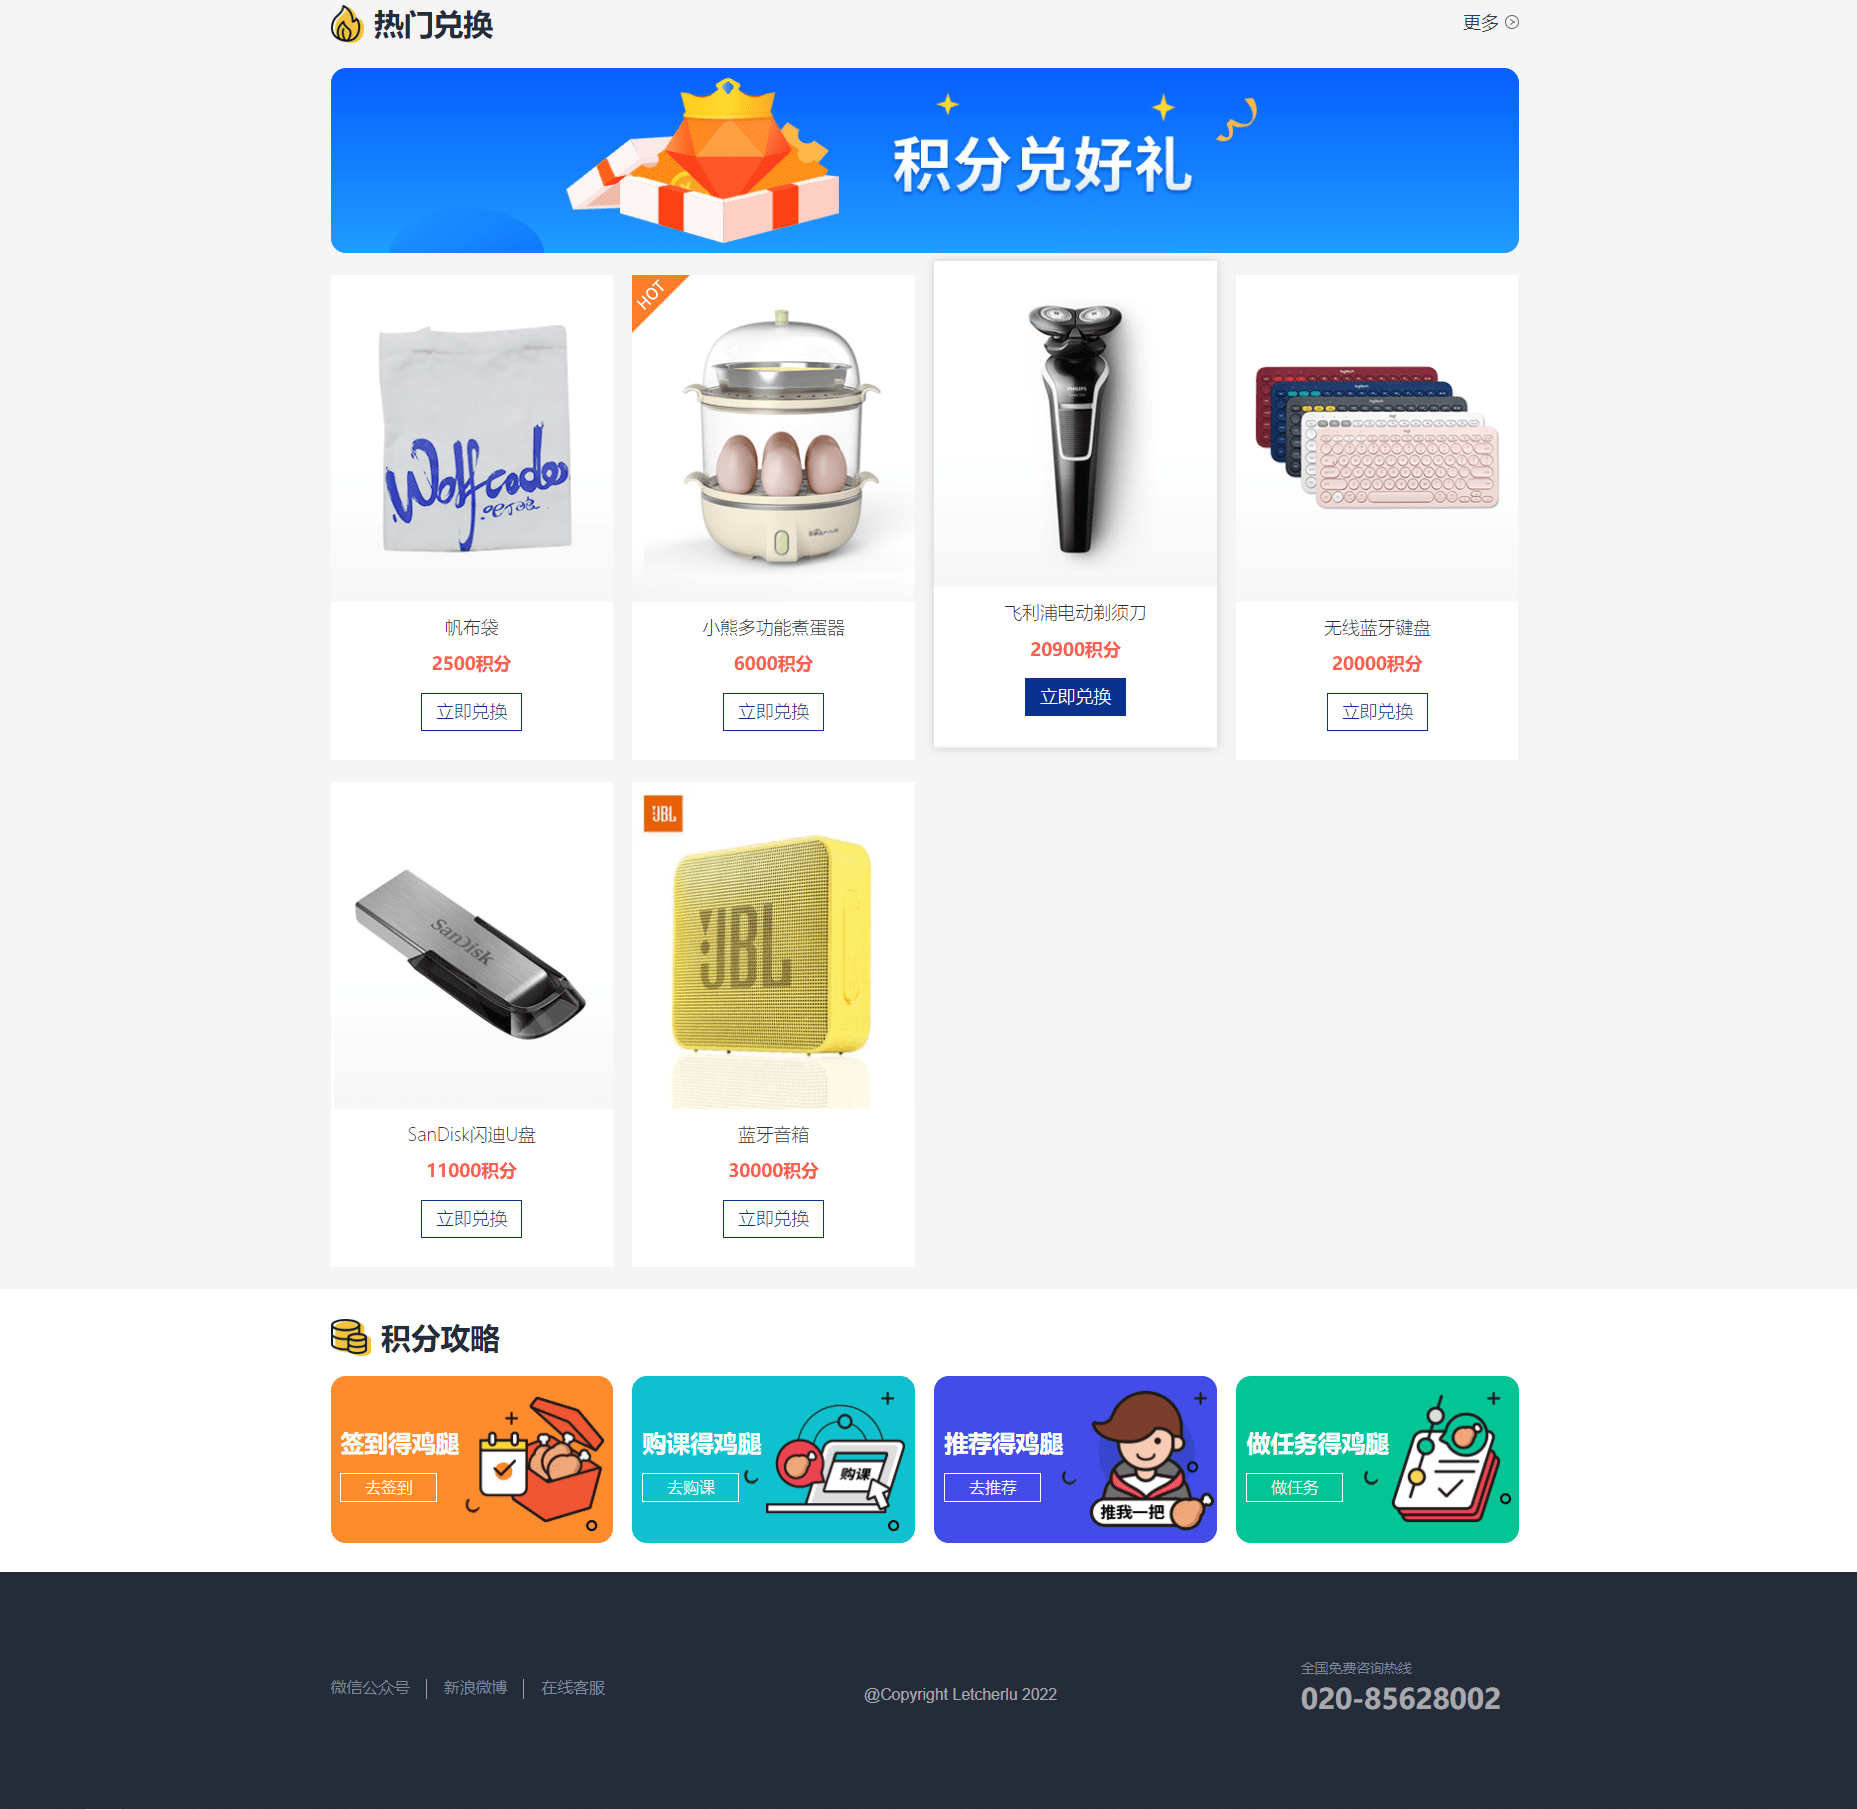 热门兑换
更多
积分兑好礼
HOT
Wolfcode
PHILIPS
logitech
logitech
logitech
logi
帆布袋
小熊多功能煮蛋器
飞利浦电动剃须刀
无线蓝牙键盘
2500积分
6000积分
20900积分
20000积分
立即兑换
立即兑换
立即兑换
立即兑换
JBL
SanDisk
JBL
SanDisk闪迪U盘
蓝牙音箱
11000积分
30000积分
立即兑换
立即兑换
积分攻略
签到得鸡腿
去签到
购课得鸡腿
去购课
购课
推荐得鸡腿
去推荐
推我一把
做任务得鸡腿
做任务
微信公众号
新浪微博
在线客服
@Copyright Letcherlu 2022
全国免费咨询热线
020-85628002